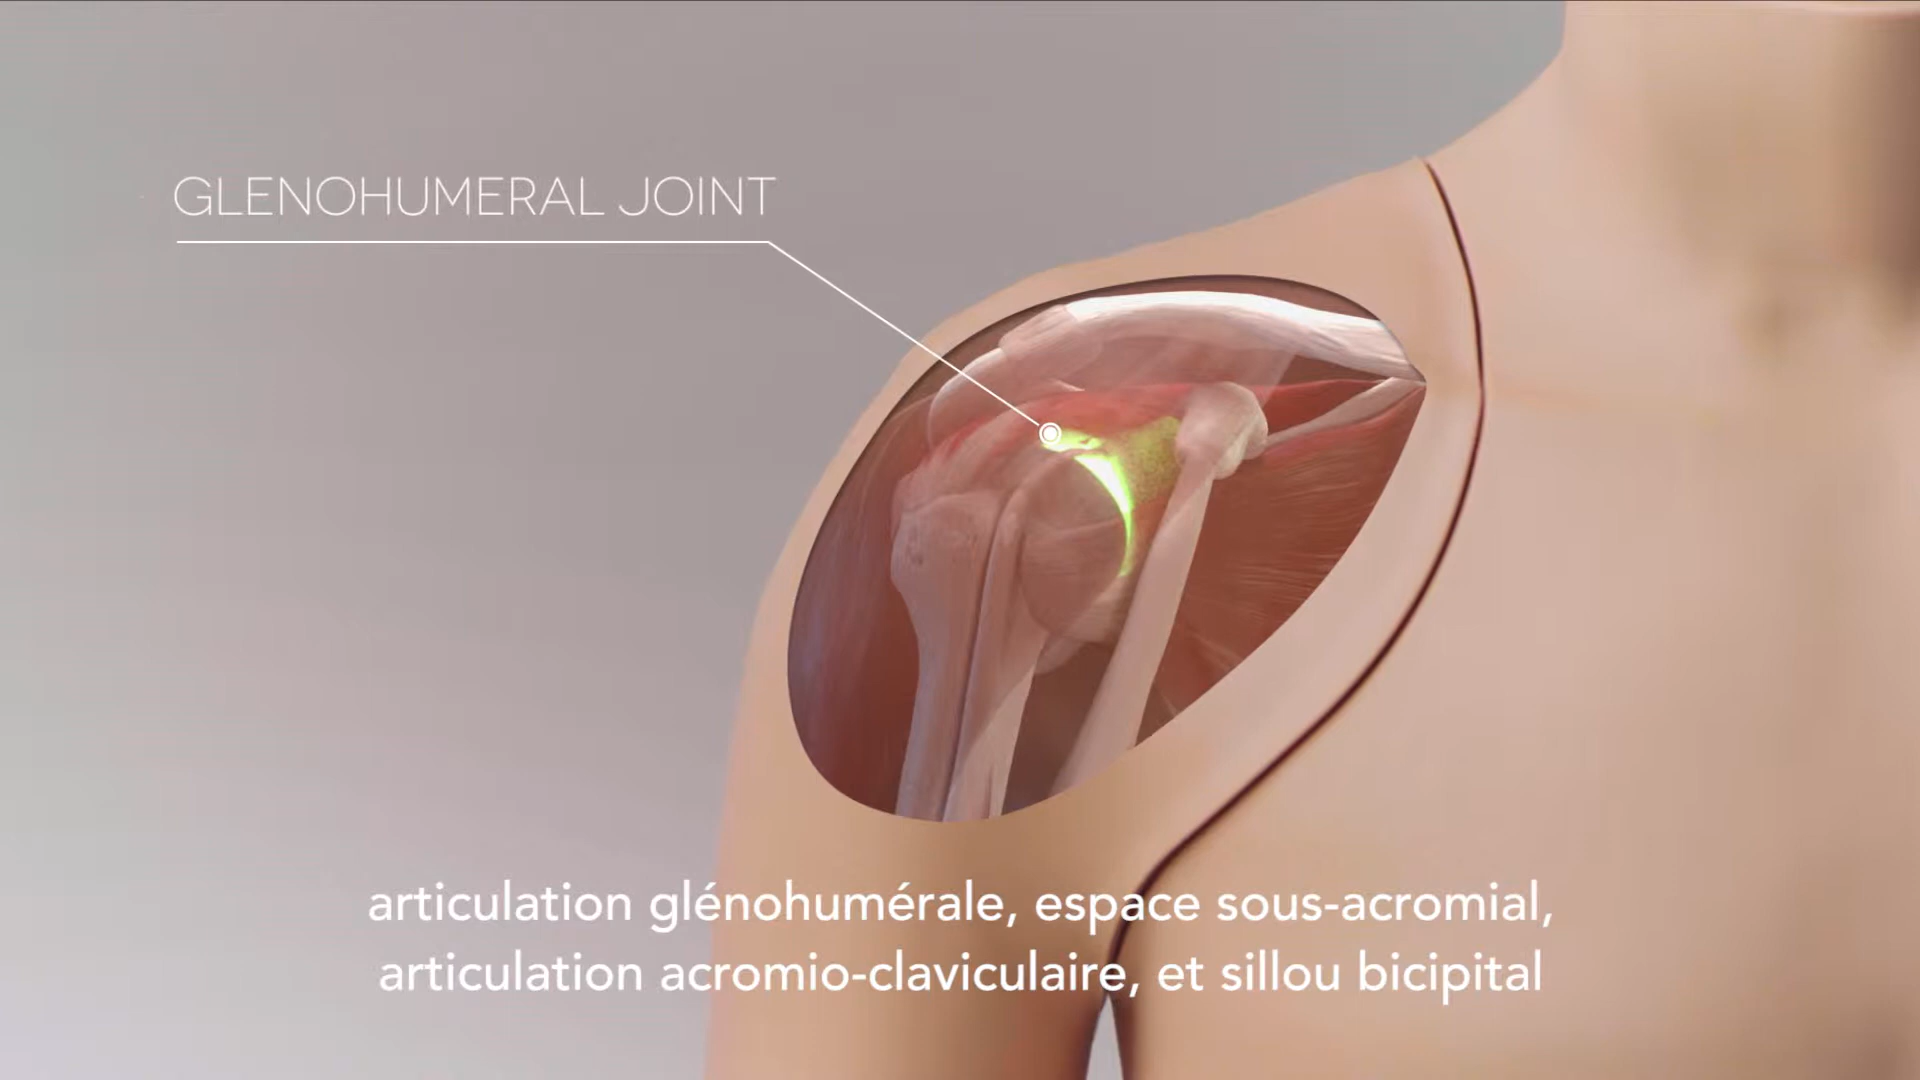 GLENOHUMERAL JOINT
articulation glénohumérale, espace sous-acromial,
articulation acromio-claviculaire, et sillou bicipital